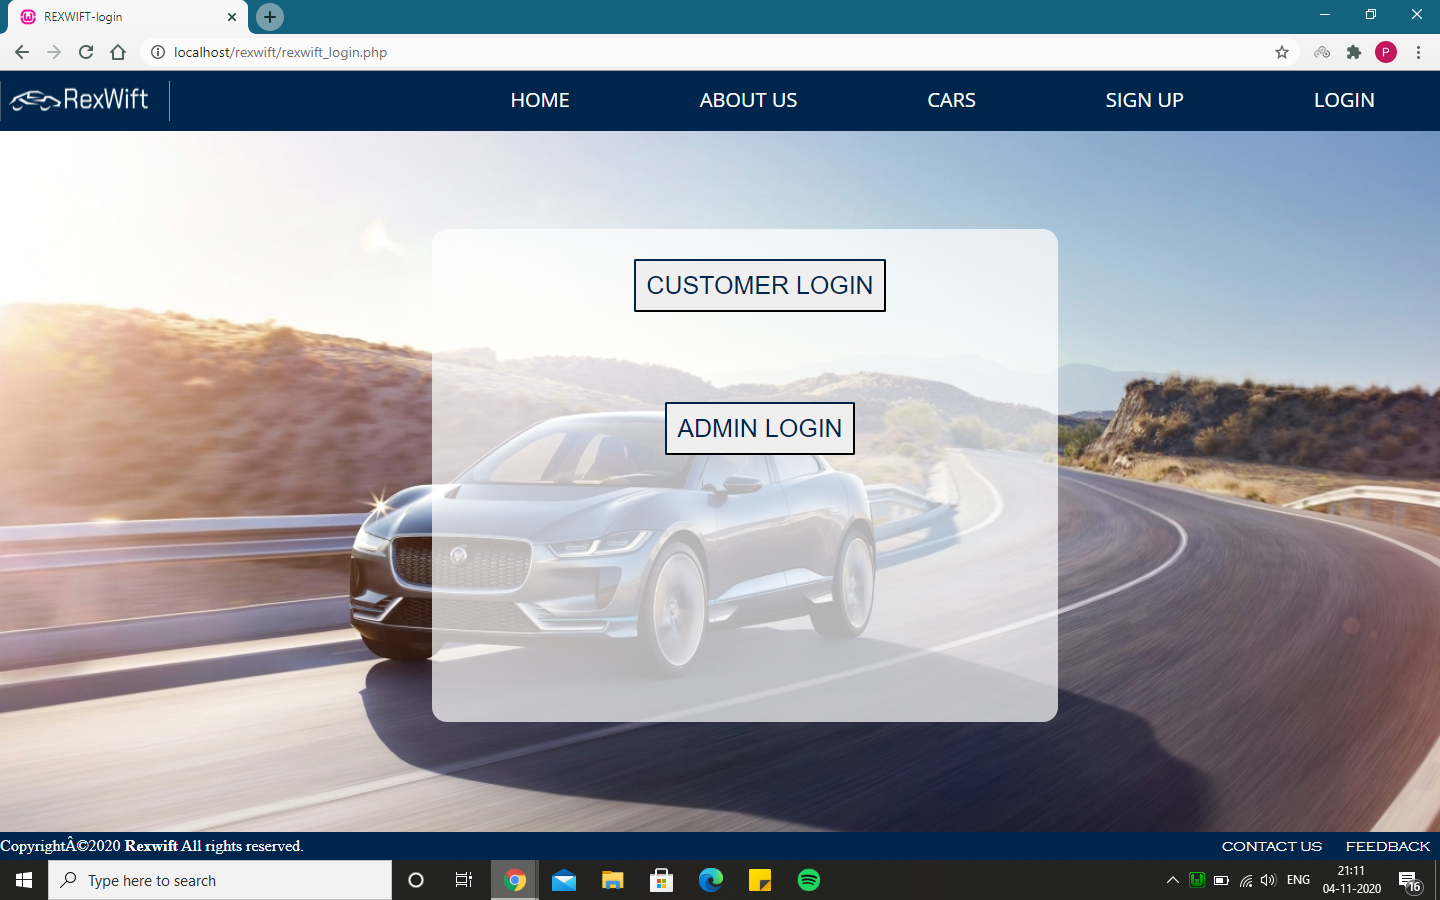 REXWIFT-login
localhost/rexwift/rexwift_login.php
P
RexWift
HOME ABOUT US CARS SIGN UP LOGIN
CUSTOMER LOGIN
ADMIN LOGIN
CopyrightÂ©2020 Rexwift All rights reserved.
CONTACT US FEEDBACK
Type here to search
ENG
21:11
04-11-2020
16